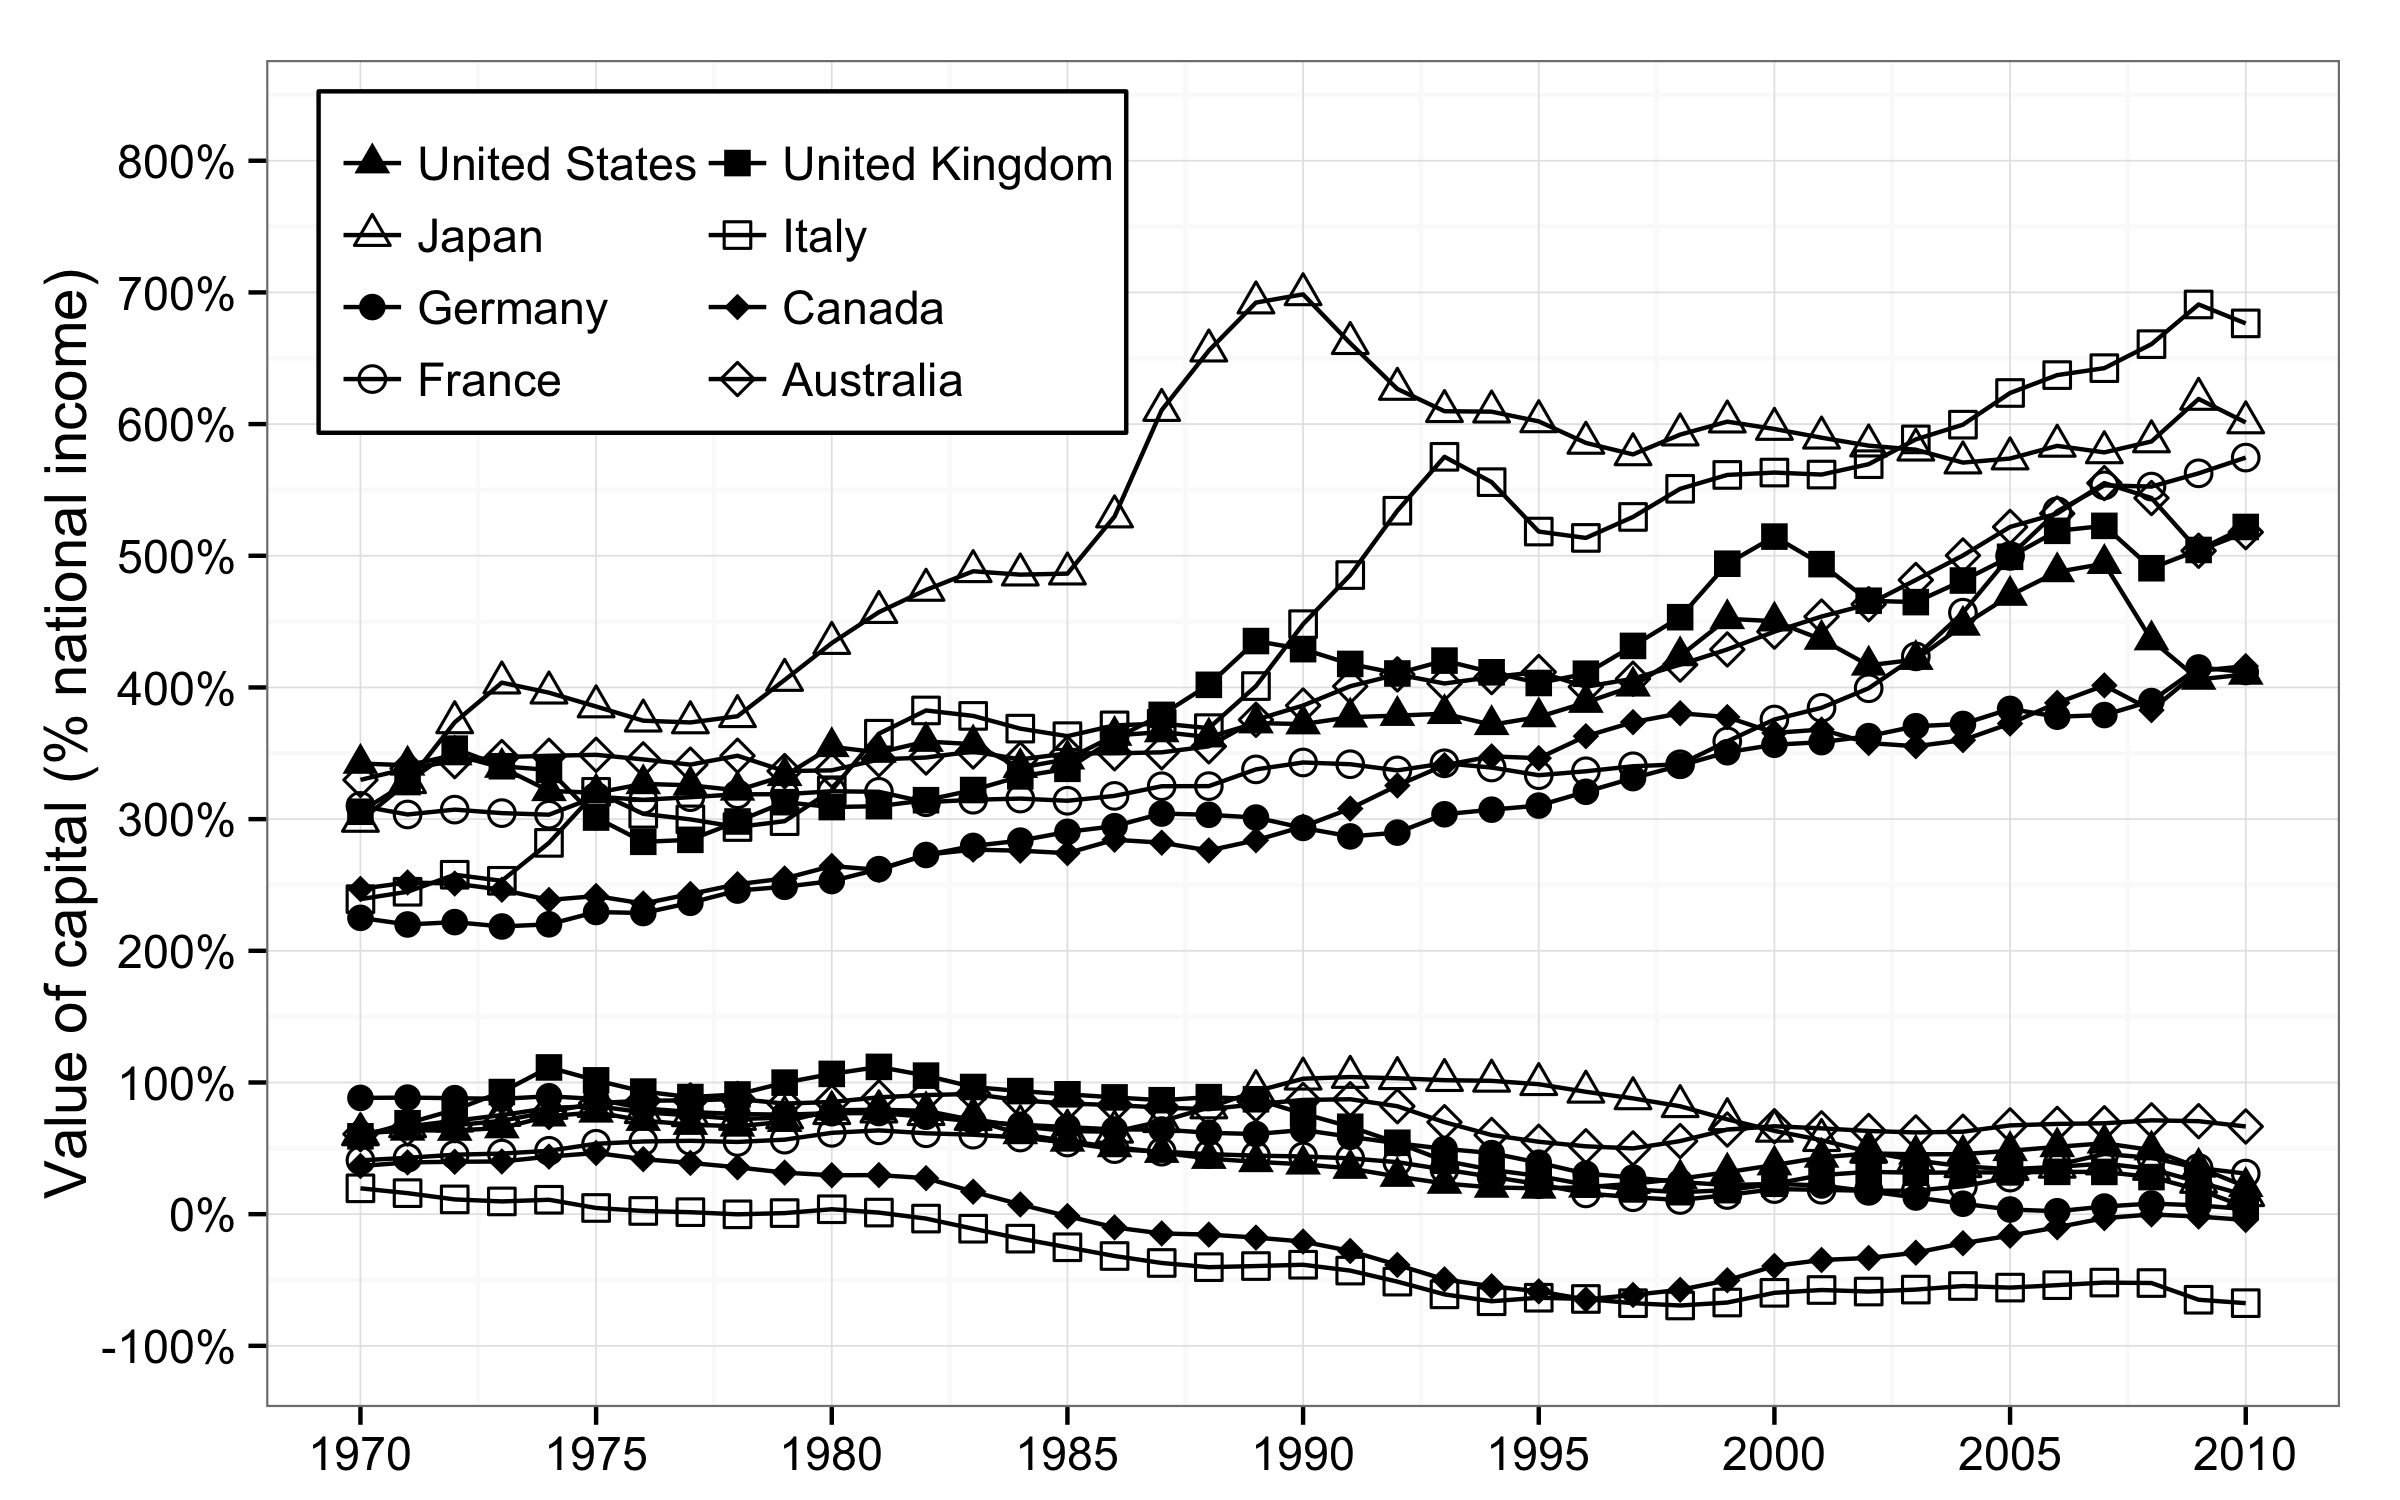 Value of capital (% national income)
800%
700%
600%
500%
400%
300%
200%
100%
0%
-100%
United States
United Kingdom
Japan
Italy
Germany
Canada
France
Australia
1970 1975 1980 1985 1990 1995 2000 2005 2010